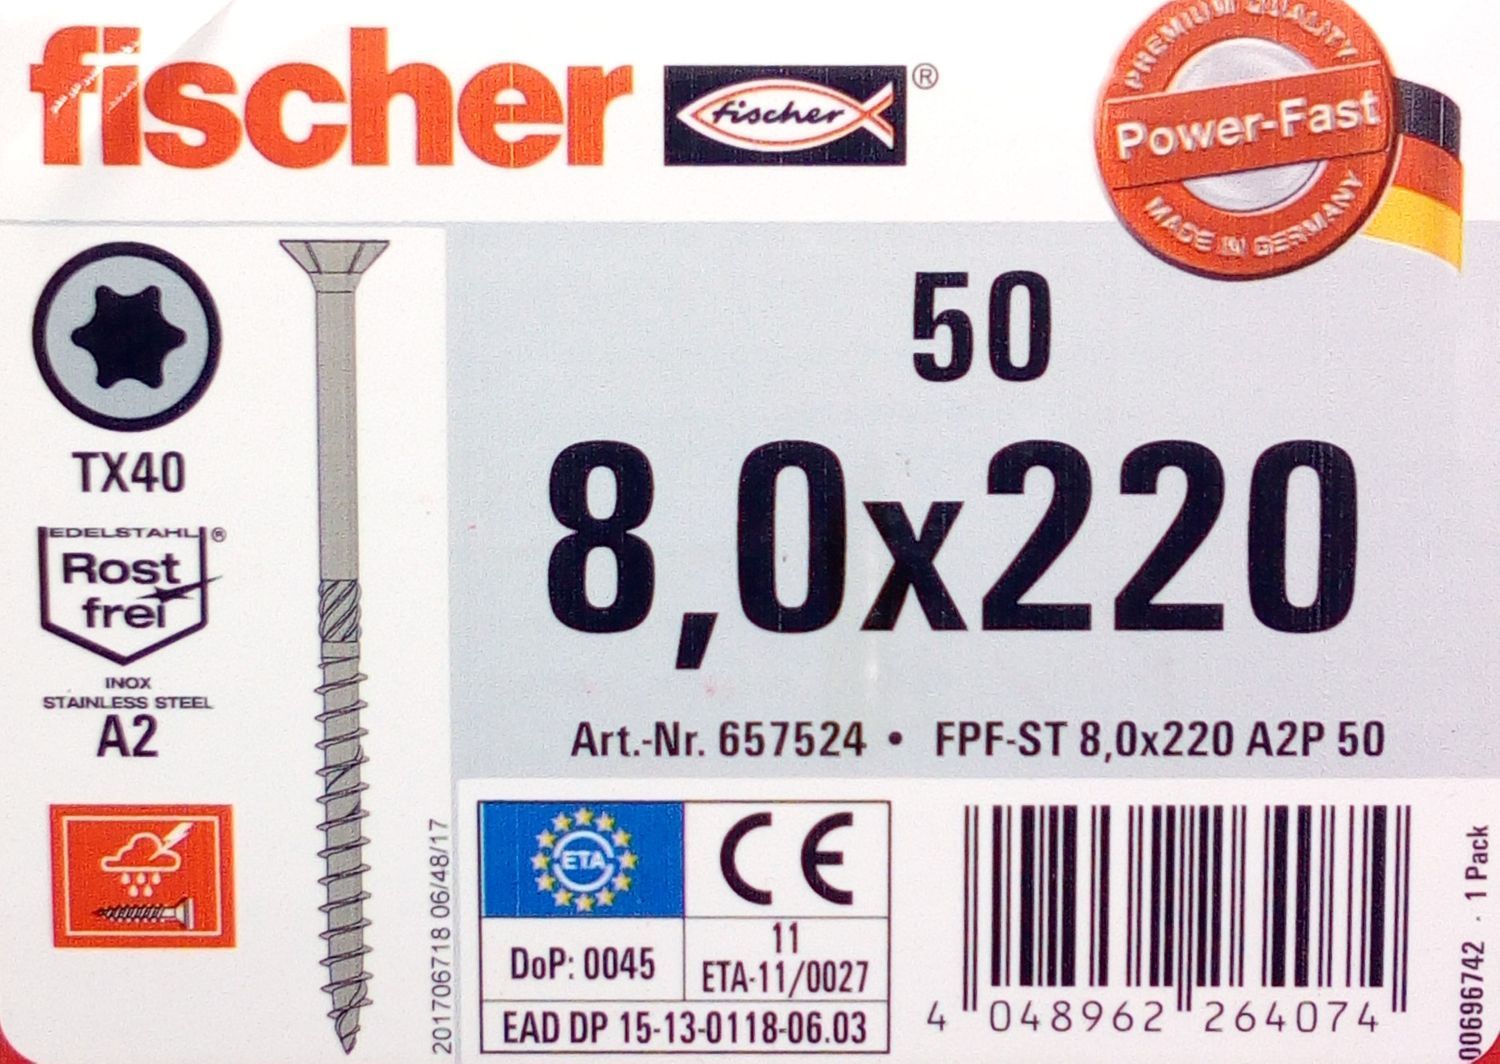 fischer
fischer ®
PREMIUM QUALITY
Power-Fast
MADE IN GERMANY
TX40
EDELSTAHL ®
Rost
frei
INOX
STAINLESS STEEL
A2
50
8,0x220
Art.-Nr. 657524 • FPF-ST 8,0x220 A2P 50
201706718 06/48/17
ETA
CE
DoP: 0045
11
ETA-11/0027
EAD DP 15-13-0118-06.03
4 048962 264074
00696742 · 1 Pack